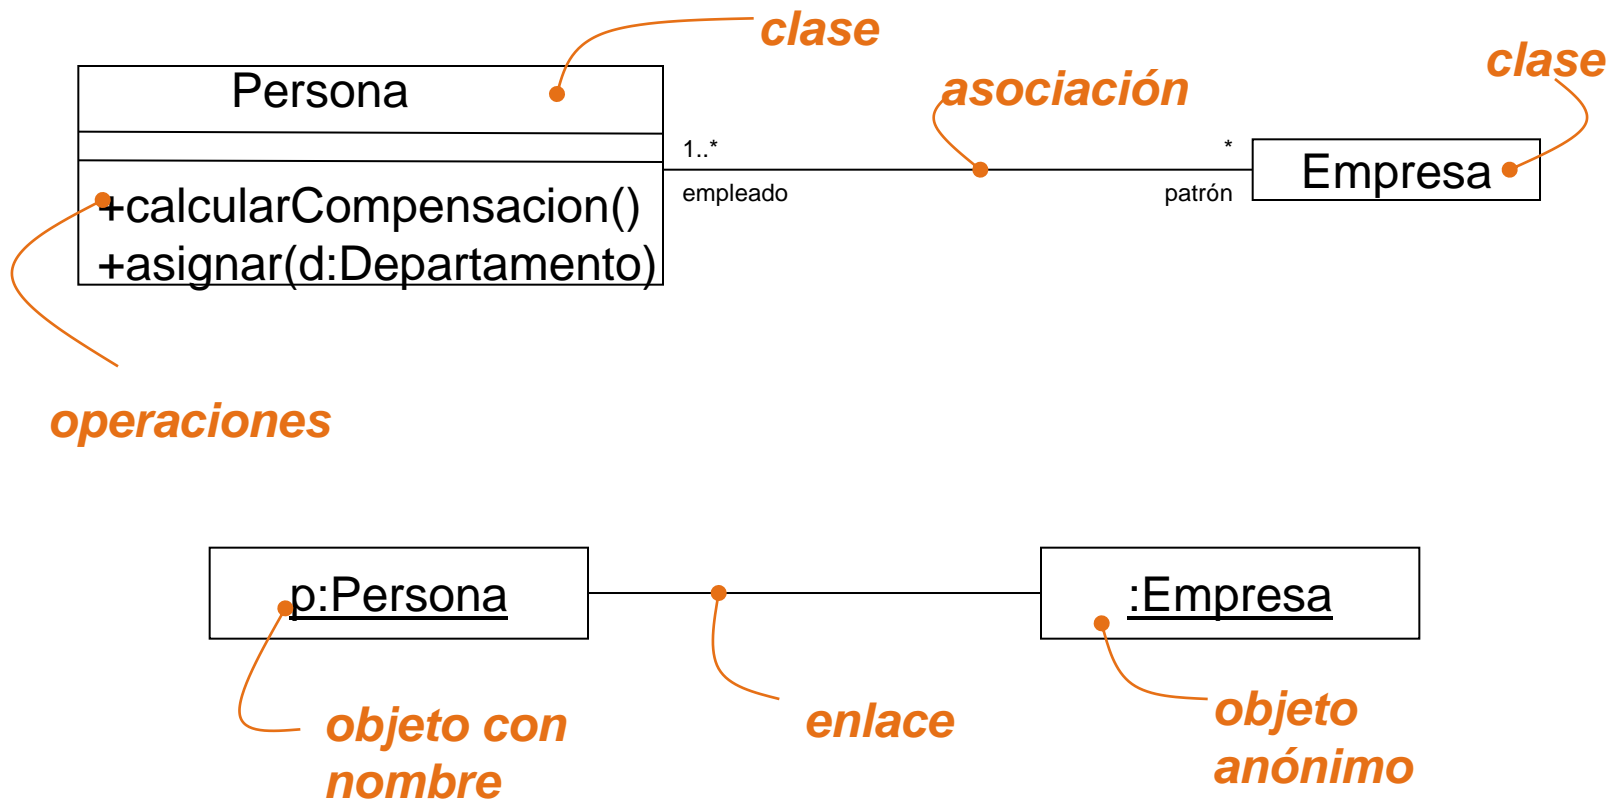 clase
Persona
asociación
clase
1..*
*
Empresa
empleado
patrón
+calcularCompensacion()
+asignar(d:Departamento)
operaciones
p:Persona
:Empresa
objeto con
nombre
enlace
objeto
anónimo